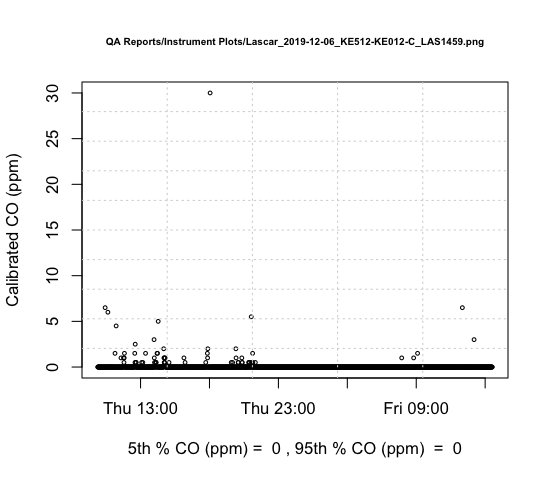 QA Reports/Instrument Plots/Lascar_2019-12-06_KE512-KE012-C_LAS1459.png
Calibrated CO (ppm)
30
25
20
15
10
5
0
Thu 13:00 Thu 23:00 Fri 09:00
5th % CO (ppm) = 0 , 95th % CO (ppm) = 0